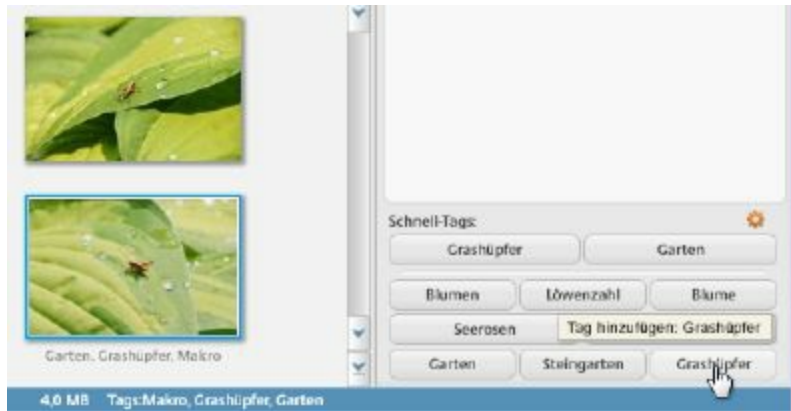 Schnell-Tags:
Grashüpfer Garten
Blumen Löwenzahl Blume
Seerosen Tag hinzufügen: Grashüpfer
Garten Steingarten Grashüpfer
Garten, Grashüpfer, Makro
4,0 MB Tags:Makro, Grashüpfer, Garten